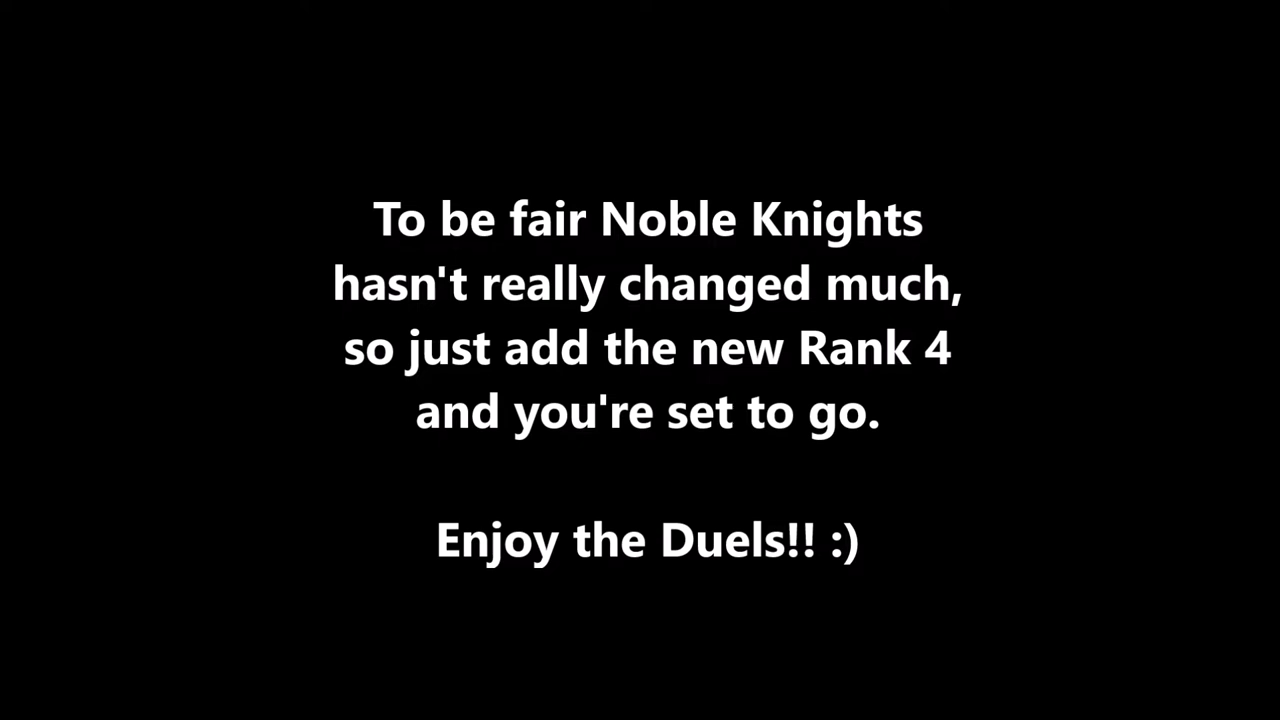 To be fair Noble Knights
hasn't really changed much,
so just add the new Rank 4
and you're set to go.
Enjoy the Duels!! :)